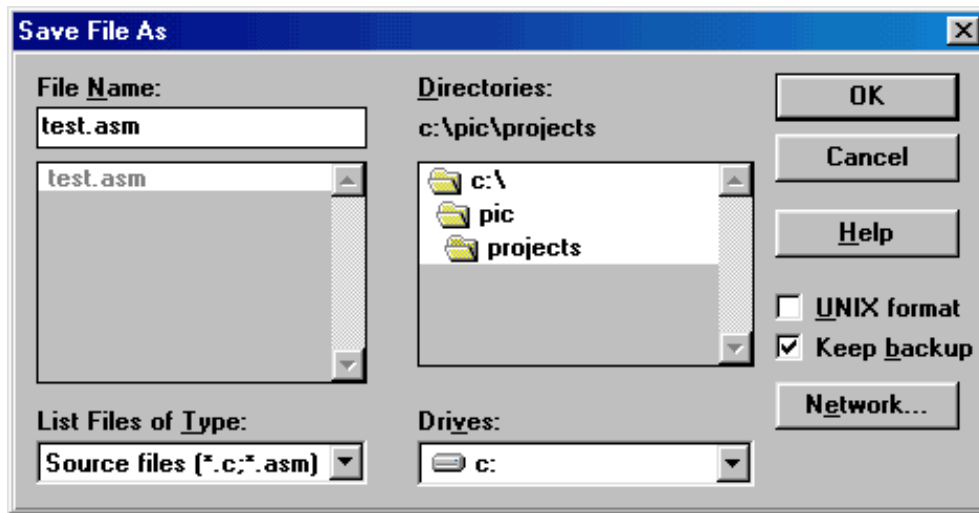 Save File As
File Name:
test.asm
test.asm
List Files of Type:
Source files (*.c;*.asm)
Directories:
c:\pic\projects
c:\
pic
projects
Drives:
c:
OK
Cancel
Help
UNIX format
Keep backup
Network...